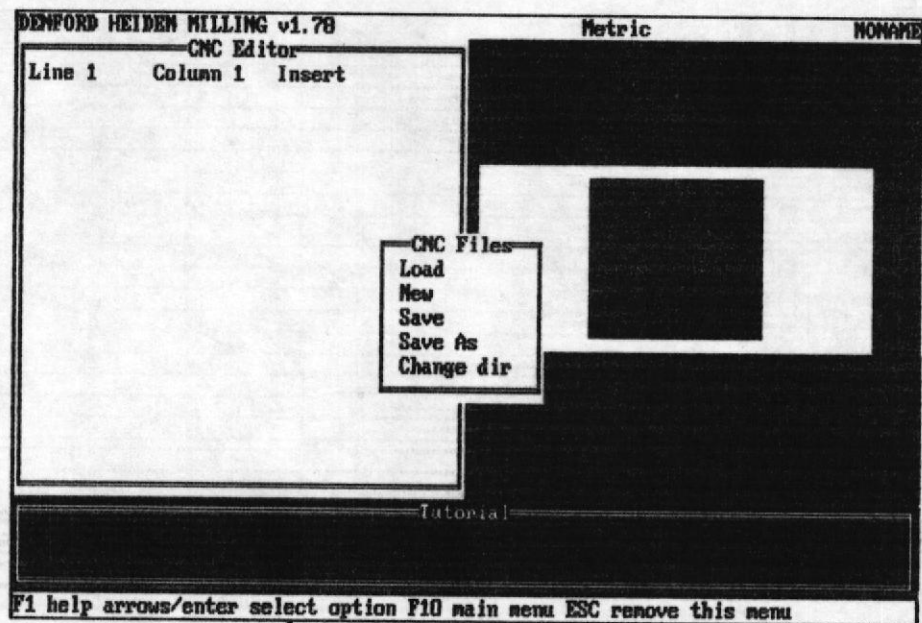 DENFORD HEIDEN MILLING v1.78 Metric NONAME
CNC Editor
Line 1 Column 1 Insert
CNC Files
Load
New
Save
Save As
Change dir
Tutorial
F1 help arrows/enter select option F10 main menu ESC remove this menu